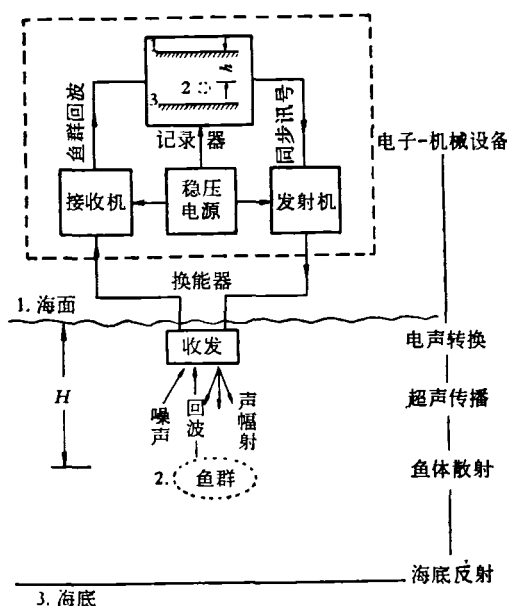 1
h
2
3
记录器
鱼群回波
同步讯号
电子-机械设备
接收机
稳压
电源
发射机
换能器
1. 海面
收发
电声转换
H
噪声
回波
声幅射
超声传播
2. 鱼群
鱼体散射
海底反射
3. 海底